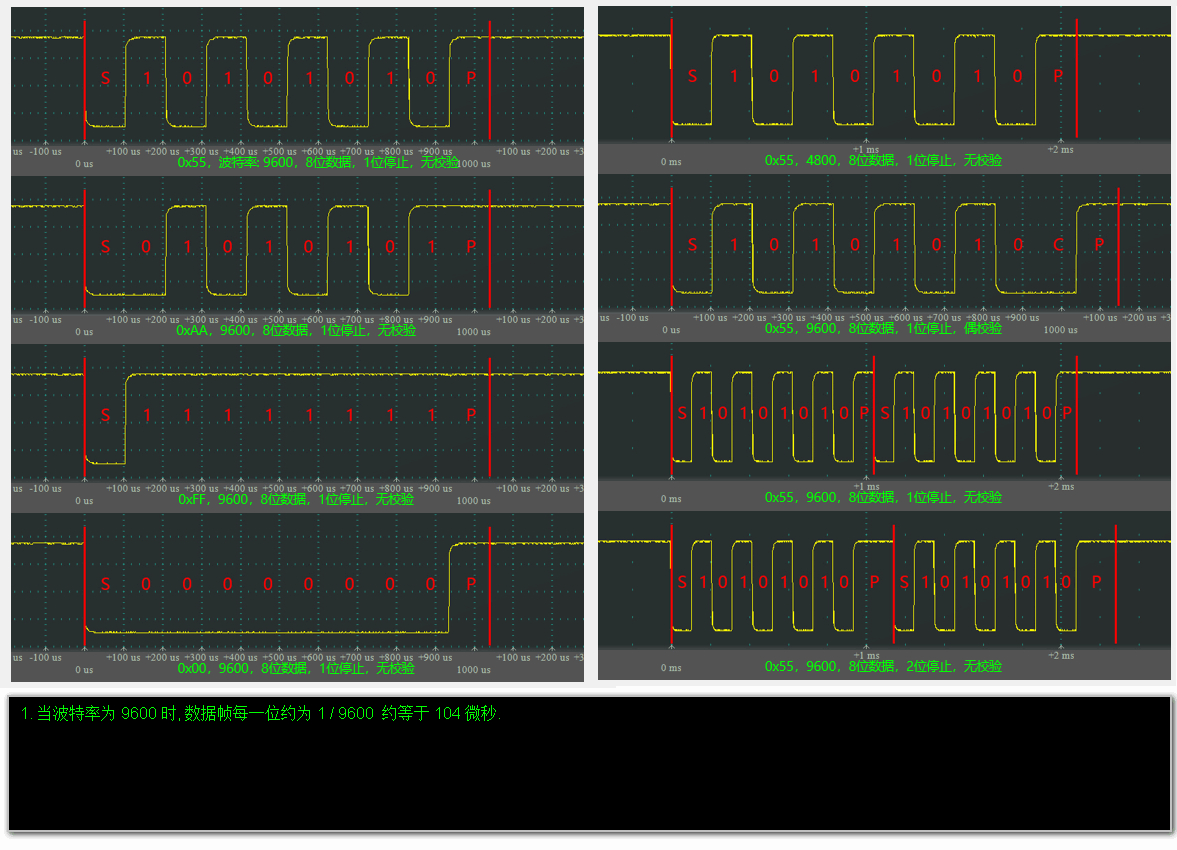 S 1 0 1 0 1 0 1 0 P
us -100 us +100 us +200 us +300 us +400 us +500 us +600 us +700 us +800 us +900 us +100 us +200 us +3
0 us 0x55，波特率: 9600，8位数据，1位停止，无校验 1000 us
S 0 1 0 1 0 1 0 1 P
us -100 us +100 us +200 us +300 us +400 us +500 us +600 us +700 us +800 us +900 us +100 us +200 us +3
0 us 0xAA，9600，8位数据，1位停止，无校验 1000 us
S 1 1 1 1 1 1 1 1 P
us -100 us +100 us +200 us +300 us +400 us +500 us +600 us +700 us +800 us +900 us +100 us +200 us +3
0 us 0xFF，9600，8位数据，1位停止，无校验 1000 us
S 0 0 0 0 0 0 0 0 P
us -100 us +100 us +200 us +300 us +400 us +500 us +600 us +700 us +800 us +900 us +100 us +200 us +3
0 us 0x00，9600，8位数据，1位停止，无校验 1000 us
S 1 0 1 0 1 0 1 0 P
+1 ms +2 ms
0 ms 0x55，4800，8位数据，1位停止，无校验
S 1 0 1 0 1 0 1 0 C P
us -100 us +100 us +200 us +300 us +400 us +500 us +600 us +700 us +800 us +900 us +100 us +200 us +3
0 us 0x55，9600，8位数据，1位停止，偶校验 1000 us
S 1 0 1 0 1 0 1 0 P S 1 0 1 0 1 0 1 0 P
+1 ms +2 ms
0 ms 0x55，9600，8位数据，1位停止，无校验
S 1 0 1 0 1 0 1 0 P S 1 0 1 0 1 0 1 0 P
+1 ms +2 ms
0 ms 0x55，9600，8位数据，2位停止，无校验
1. 当波特率为 9600 时, 数据帧每一位约为 1 / 9600 约等于 104 微秒.